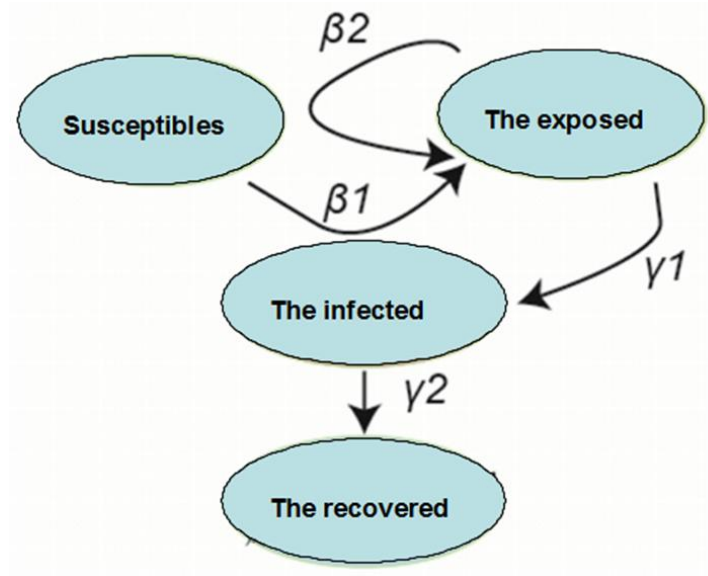 β2
Susceptibles
The exposed
β1
γ1
The infected
γ2
The recovered